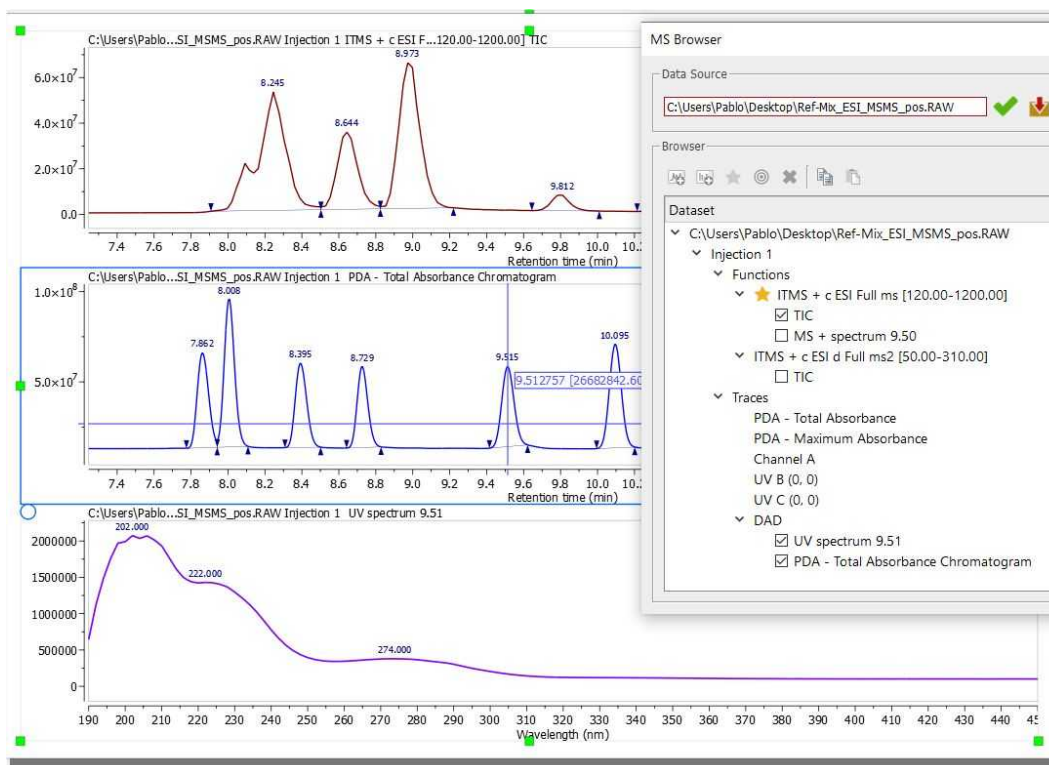 C:\Users\Pablo...SI_MSMS_pos.RAW Injection 1 ITMS + c ESI F...120.00-1200.00] TIC
8.973
6.0×10⁷
8.245
4.0×10⁷
8.644
2.0×10⁷
9.812
0.0
7.4 7.6 7.8 8.0 8.2 8.4 8.6 8.8 9.0 9.2 9.4 9.6 9.8 10.0 10.2
Retention time (min)
C:\Users\Pablo...SI_MSMS_pos.RAW Injection 1 PDA - Total Absorbance Chromatogram
1.0×10⁸
8.008
7.862
8.395
8.729
9.515
10.095
5.0×10⁷
9.512757 [26682842.60
7.4 7.6 7.8 8.0 8.2 8.4 8.6 8.8 9.0 9.2 9.4 9.6 9.8 10.0 10.2
Retention time (min)
C:\Users\Pablo...SI_MSMS_pos.RAW Injection 1 UV spectrum 9.51
202.000
2000000
222.000
1500000
1000000
500000
274.000
0
190 200 210 220 230 240 250 260 270 280 290 300 310 320 330 340 350 360 370 380 390 400 410 420 430 440 45
Wavelength (nm)
MS Browser
Data Source
C:\Users\Pablo\Desktop\Ref-Mix_ESI_MSMS_pos.RAW
Browser
Dataset
C:\Users\Pablo\Desktop\Ref-Mix_ESI_MSMS_pos.RAW
Injection 1
Functions
ITMS + c ESI Full ms [120.00-1200.00]
TIC
MS + spectrum 9.50
ITMS + c ESI d Full ms2 [50.00-310.00]
TIC
Traces
PDA - Total Absorbance
PDA - Maximum Absorbance
Channel A
UV B (0, 0)
UV C (0, 0)
DAD
UV spectrum 9.51
PDA - Total Absorbance Chromatogram